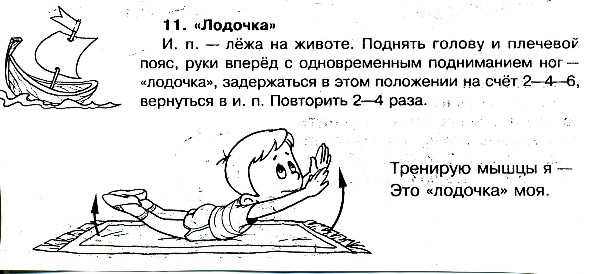 11. «Лодочка»
И. п. — лёжа на животе. Поднять голову и плечевой
пояс, руки вперёд с одновременным подниманием ног —
«лодочка», задержаться в этом положении на счёт 2—4—6,
вернуться в и. п. Повторить 2—4 раза.
Тренирую мышцы я —
Это «лодочка» моя.